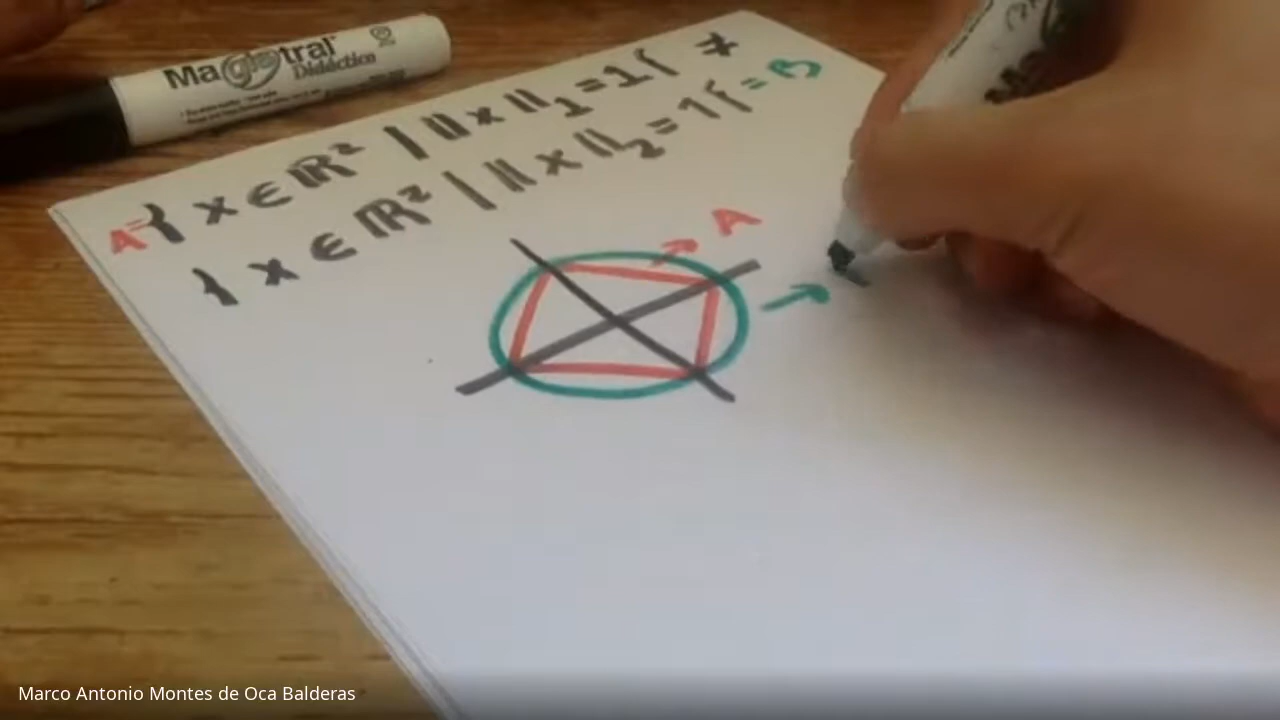 Magistral
Didáctico
A={x ∈ ℝ² | ||x||₁ = 1} *
{x ∈ ℝ² | ||x||₂ = 1} = B
→ A
→
Marco Antonio Montes de Oca Balderas